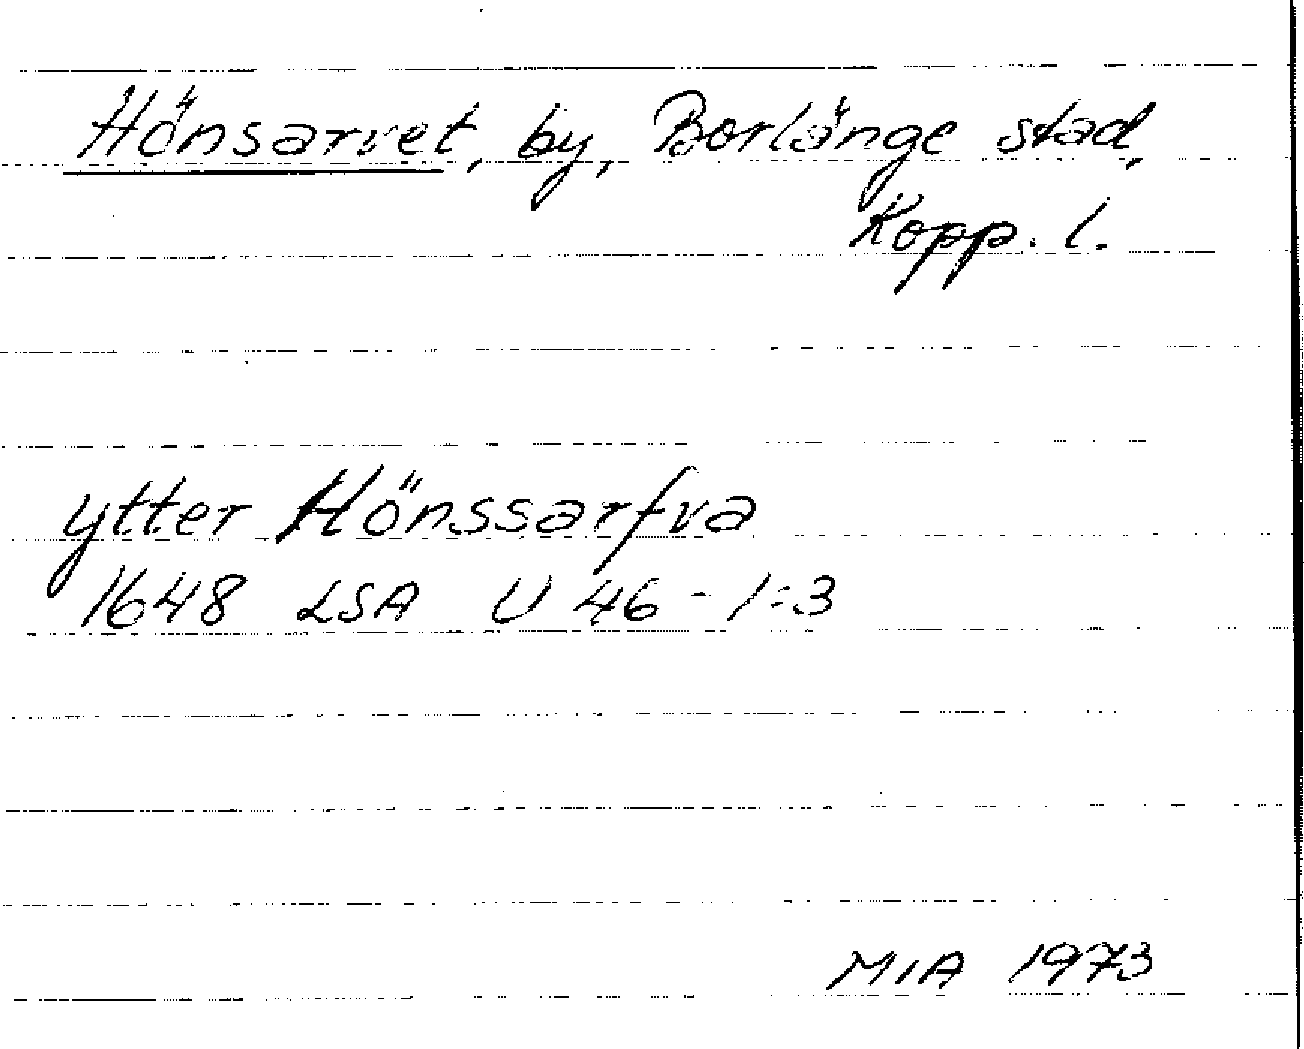 Hönsarvet, by, Borlänge stad,
Kopp. l.
ytter Hönssarfva
1648 LSA U 46-1:3
MIA 1973